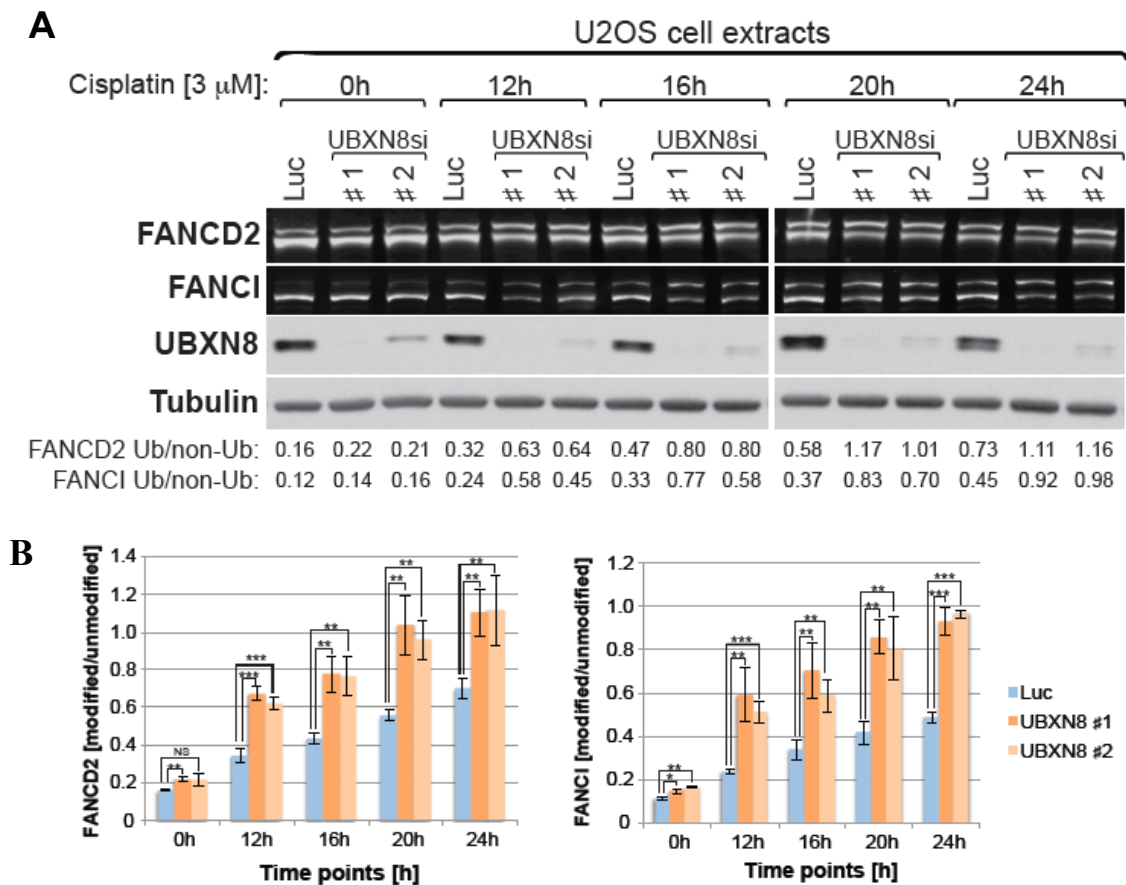 A
U2OS cell extracts
Cisplatin [3 μM]: 0h 12h 16h 20h 24h
UBXN8si UBXN8si UBXN8si UBXN8si UBXN8si
Luc # 1 # 2 Luc # 1 # 2 Luc # 1 # 2 Luc # 1 # 2 Luc # 1 # 2
FANCD2
FANCI
UBXN8
Tubulin
FANCD2 Ub/non-Ub: 0.16 0.22 0.21 0.32 0.63 0.64 0.47 0.80 0.80 0.58 1.17 1.01 0.73 1.11 1.16
FANCI Ub/non-Ub: 0.12 0.14 0.16 0.24 0.58 0.45 0.33 0.77 0.58 0.37 0.83 0.70 0.45 0.92 0.98
B
FANCD2 [modified/unmodified]
1.4
1.2
1.0
0.8
0.6
0.4
0.2
0
NS
**
***
***
**
**
**
**
**
**
0h 12h 16h 20h 24h
Time points [h]
FANCI [modified/unmodified]
1.2
1.0
0.8
0.6
0.4
0.2
0
**
*
***
**
**
**
**
**
***
***
0h 12h 16h 20h 24h
Time points [h]
Luc
UBXN8 #1
UBXN8 #2